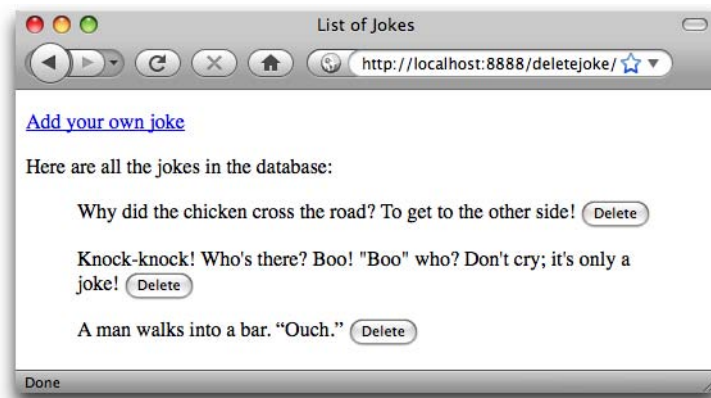 List of Jokes
http://localhost:8888/deletejoke/
Add your own joke
Here are all the jokes in the database:
Why did the chicken cross the road? To get to the other side! Delete
Knock-knock! Who's there? Boo! "Boo" who? Don't cry; it's only a
joke! Delete
A man walks into a bar. “Ouch.” Delete
Done